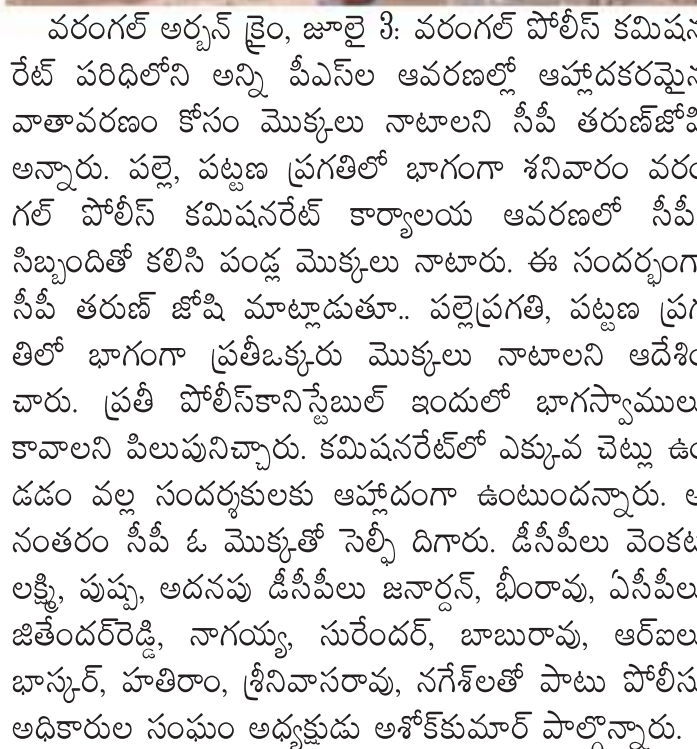 వరంగల్ అర్బన్ క్రైం, జూలై 3: వరంగల్ పోలీస్ కమిషన
రేట్ పరిధిలోని అన్ని పీఎస్‌ల ఆవరణల్లో ఆహ్లాదకరమైన
వాతావరణం కోసం మొక్కలు నాటాలని సీపీ తరుణ్‌జోషి
అన్నారు. పల్లె, పట్టణ ప్రగతిలో భాగంగా శనివారం వరం
గల్ పోలీస్ కమిషనరేట్ కార్యాలయ ఆవరణలో సీపీ
సిబ్బందితో కలిసి పండ్ల మొక్కలు నాటారు. ఈ సందర్భంగా
సీపీ తరుణ్ జోషి మాట్లాడుతూ.. పల్లెప్రగతి, పట్టణ ప్రగ
తిలో భాగంగా ప్రతీఒక్కరు మొక్కలు నాటాలని ఆదేశిం
చారు. ప్రతీ పోలీస్‌కానిస్టేబుల్ ఇందులో భాగస్వాములు
కావాలని పిలుపునిచ్చారు. కమిషనరేట్‌లో ఎక్కువ చెట్లు ఉం
డడం వల్ల సందర్శకులకు ఆహ్లాదంగా ఉంటుందన్నారు. అ
నంతరం సీపీ ఓ మొక్కతో సెల్ఫీ దిగారు. డీసీపీలు వెంకట
లక్ష్మి, పుష్ప, అదనపు డీసీపీలు జనార్దన్, భీంరావు, ఏసీపీలు
జితేందర్‌రెడ్డి, నాగయ్య, సురేందర్, బాబురావు, ఆర్ఐలు
భాస్కర్, హతిరాం, శ్రీనివాసరావు, నగేశ్‌లతో పాటు పోలీసు
అధికారుల సంఘం అధ్యక్షుడు అశోక్‌కుమార్ పాల్గొన్నారు.